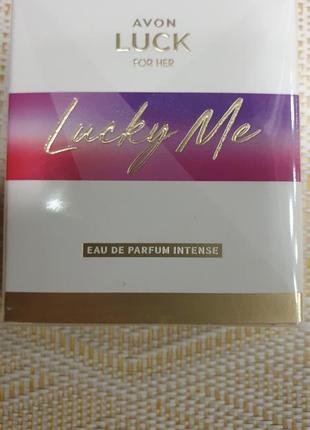 AVON
LUCK
FOR HER
Lucky Me
EAU DE PARFUM INTENSE